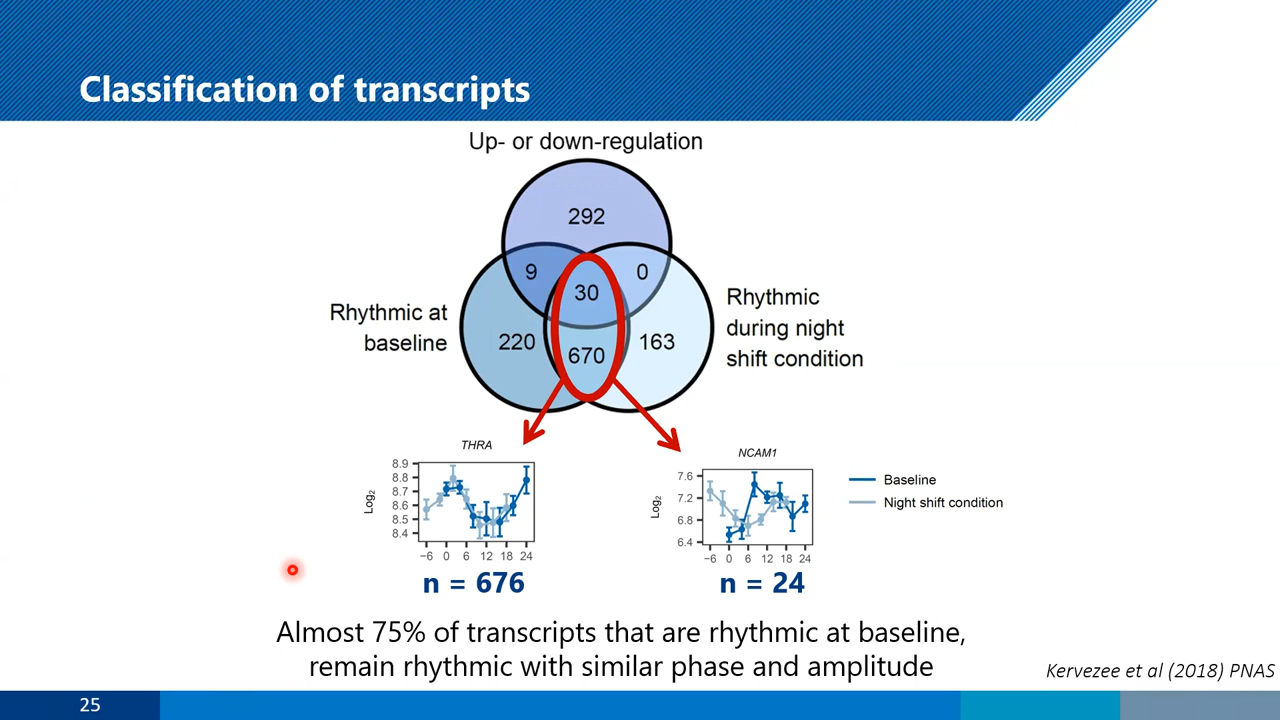 Classification of transcripts
Up- or down-regulation
292
9
30
0
Rhythmic at
baseline
220
670
163
Rhythmic
during night
shift condition
THRA
Log2
8.9
8.8
8.7
8.6
8.5
8.4
−6 0 6 12 18 24
n = 676
NCAM1
Log2
7.6
7.2
6.8
6.4
−6 0 6 12 18 24
n = 24
Baseline
Night shift condition
Almost 75% of transcripts that are rhythmic at baseline,
remain rhythmic with similar phase and amplitude
Kervezee et al (2018) PNAS
25